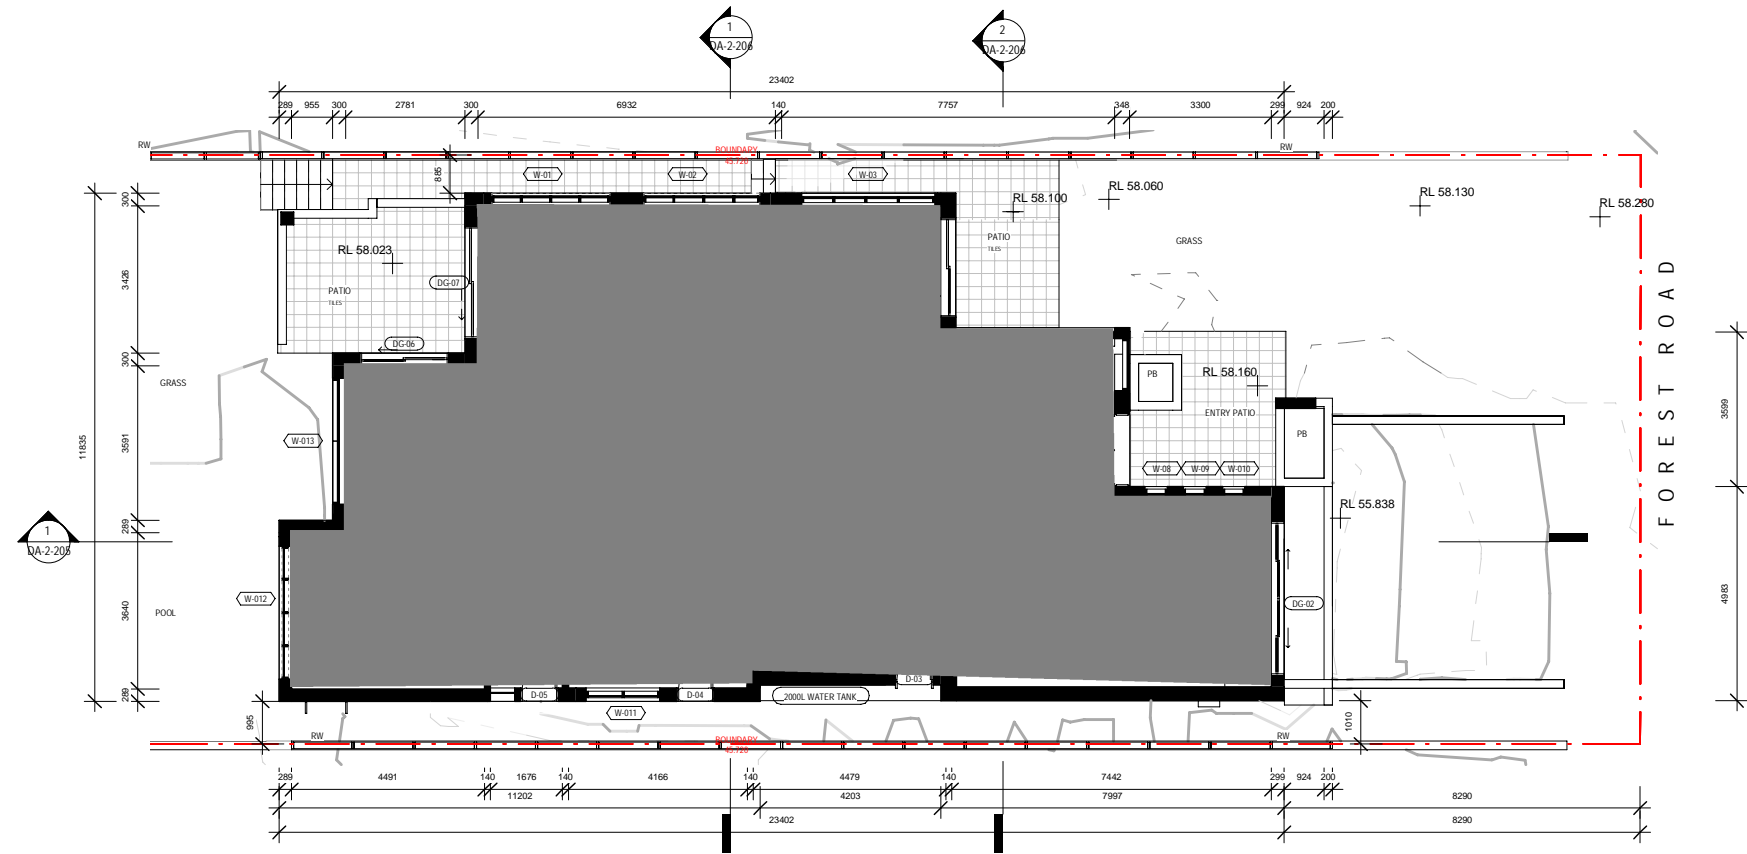 1
DA-2-206
2
DA-2-206
23402
289 955 300 2781 300 6932 140 7757 348 3300 299 924 200
RW
BOUNDARY
45.720
RW
885
W-01
W-02
W-03
300
RL 58.100
RL 58.060
RL 58.130
RL 58.280
RL 58.023
PATIO
TILES
GRASS
3426
DG-07
PATIO
TILES
DG-06
300
GRASS
PB
RL 58.160
ENTRY PATIO
FOREST ROAD
3599
11835
3591
W-013
PB
W-08
W-09
W-010
RL 55.838
289
1
DA-2-205
W-012
POOL
3640
DG-02
4983
289
D-05
D-04
D-03
2000L WATER TANK
W-011
995
1010
RW
BOUNDARY
45.720
RW
289 4491 140 1676 140 4166 140 4479 140 7442 299 924 200
11202 4203 7997 8290
23402 8290